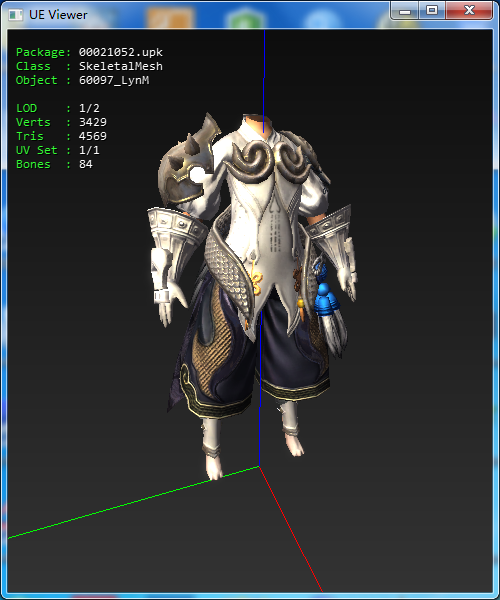 UE Viewer
Package: 00021052.upk
Class : SkeletalMesh
Object : 60097_LynM
LOD : 1/2
Verts : 3429
Tris : 4569
UV Set : 1/1
Bones : 84